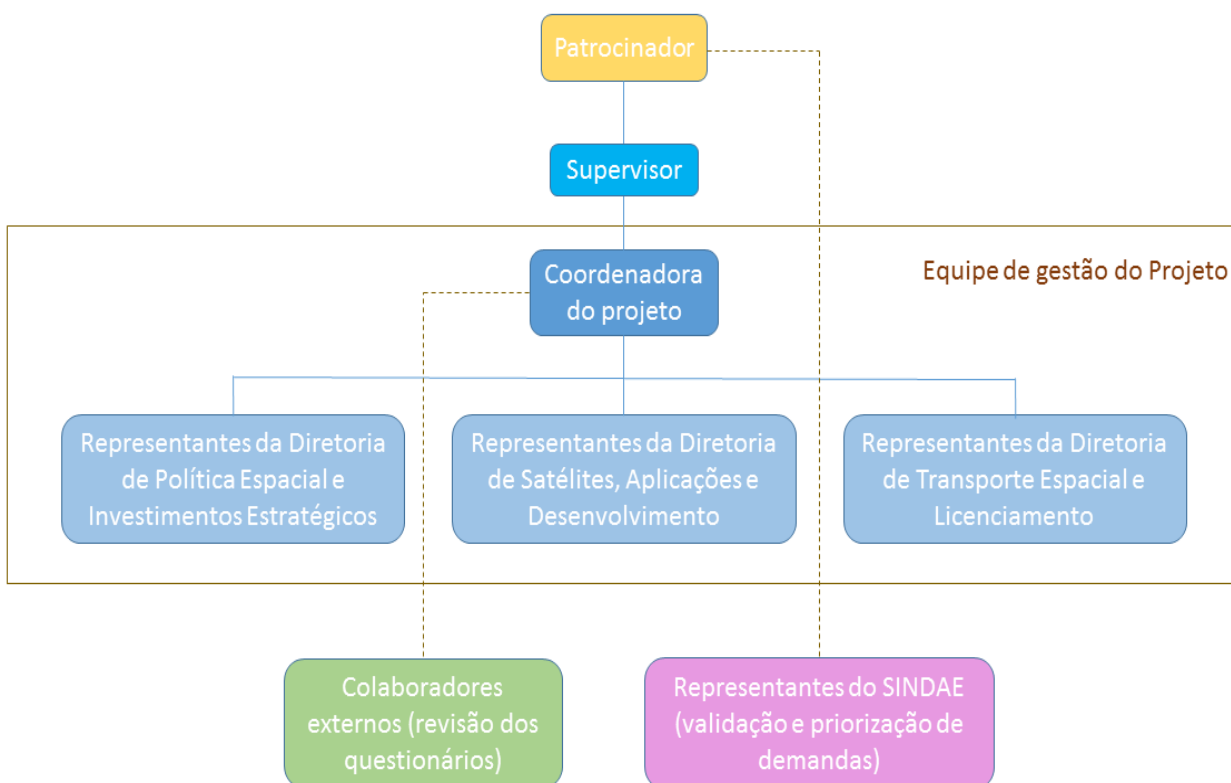 Patrocinador
Supervisor
Equipe de gestão do Projeto
Coordenadora
do projeto
Representantes da Diretoria
de Política Espacial e
Investimentos Estratégicos
Representantes da Diretoria
de Satélites, Aplicações e
Desenvolvimento
Representantes da Diretoria
de Transporte Espacial e
Licenciamento
Colaboradores
externos (revisão dos
questionários)
Representantes do SINDAE
(validação e priorização de
demandas)